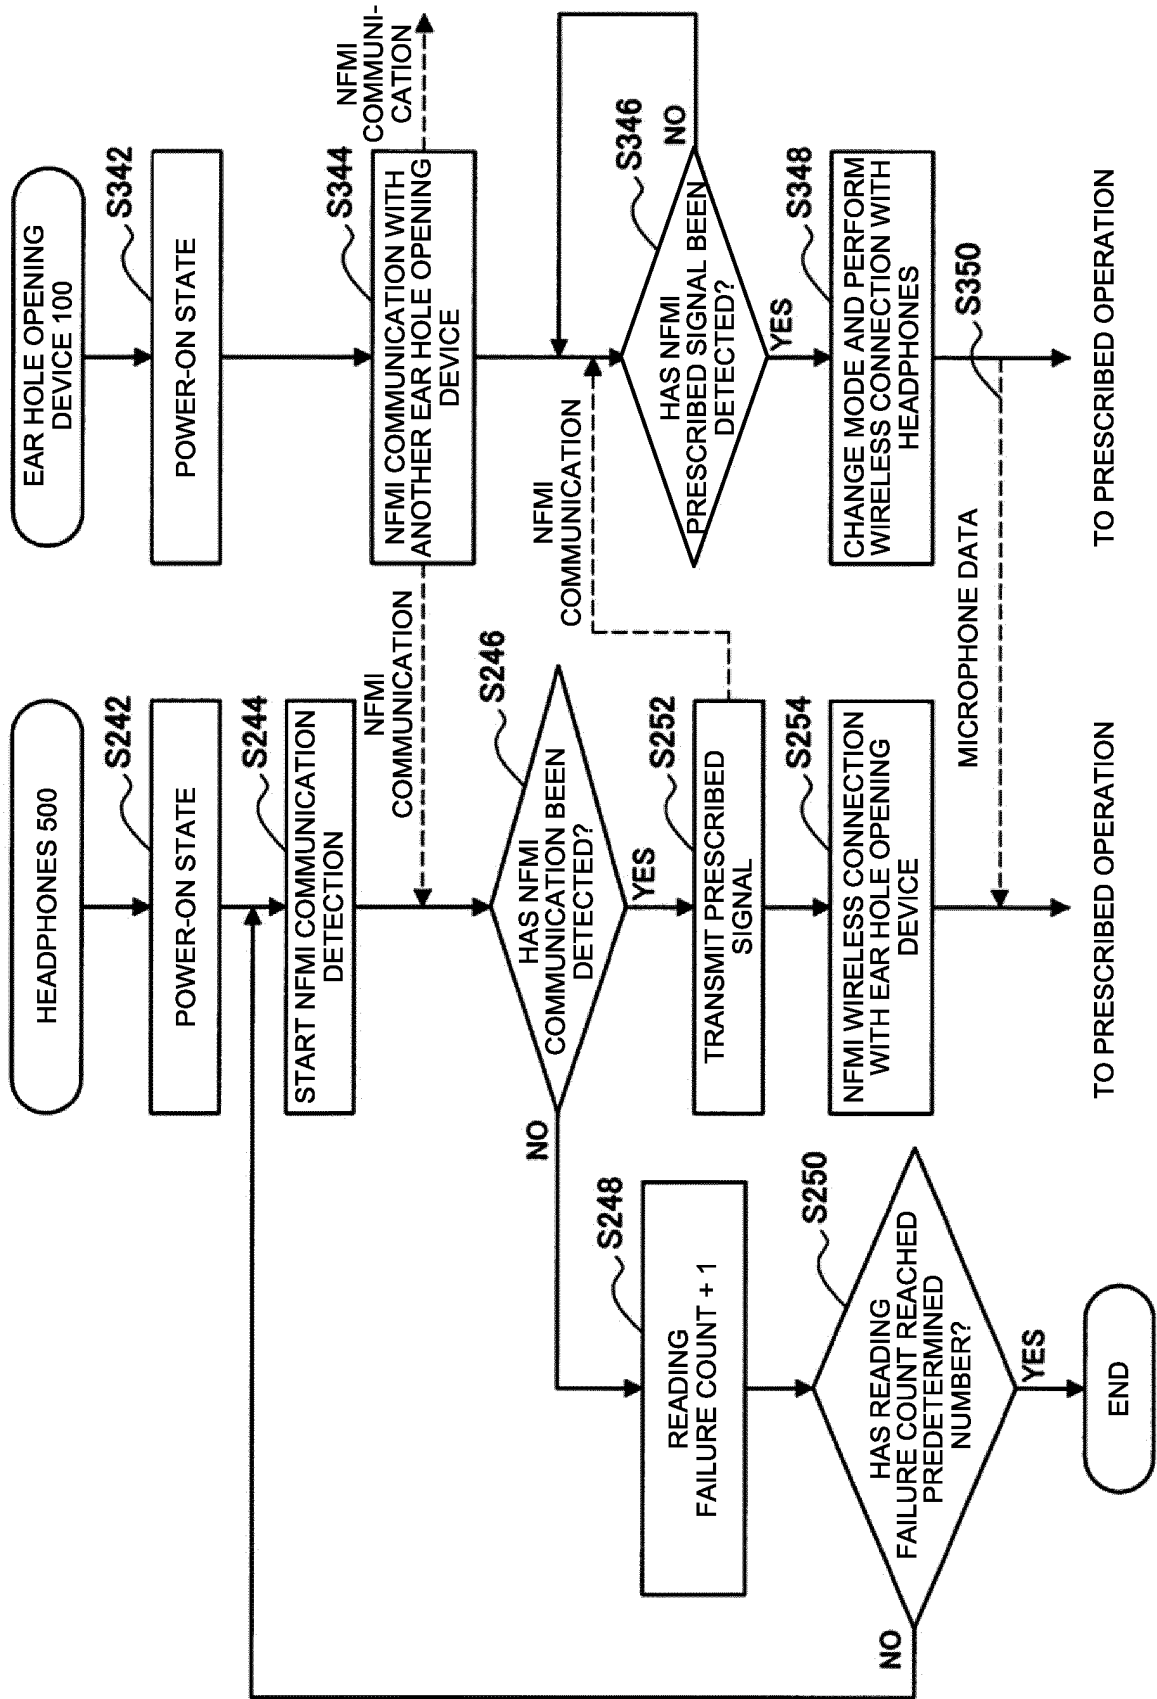 HEADPHONES 500
S242
POWER-ON STATE
S244
START NFMI COMMUNICATION
DETECTION
NFMI
COMMUNICATION
S246
HAS NFMI
COMMUNICATION BEEN
DETECTED?
NO
YES
S248
READING
FAILURE COUNT + 1
S250
HAS READING
FAILURE COUNT REACHED
PREDETERMINED
NUMBER?
NO
YES
END
S252
TRANSMIT PRESCRIBED
SIGNAL
NFMI
COMMUNICATION
S254
NFMI WIRELESS CONNECTION
WITH EAR HOLE OPENING
DEVICE
MICROPHONE DATA
TO PRESCRIBED OPERATION
EAR HOLE OPENING
DEVICE 100
S342
POWER-ON STATE
S344
NFMI COMMUNICATION WITH
ANOTHER EAR HOLE OPENING
DEVICE
NFMI
COMMUNI-
CATION
S346
HAS NFMI
PRESCRIBED SIGNAL BEEN
DETECTED?
NO
YES
S348
CHANGE MODE AND PERFORM
WIRELESS CONNECTION WITH
HEADPHONES
S350
TO PRESCRIBED OPERATION